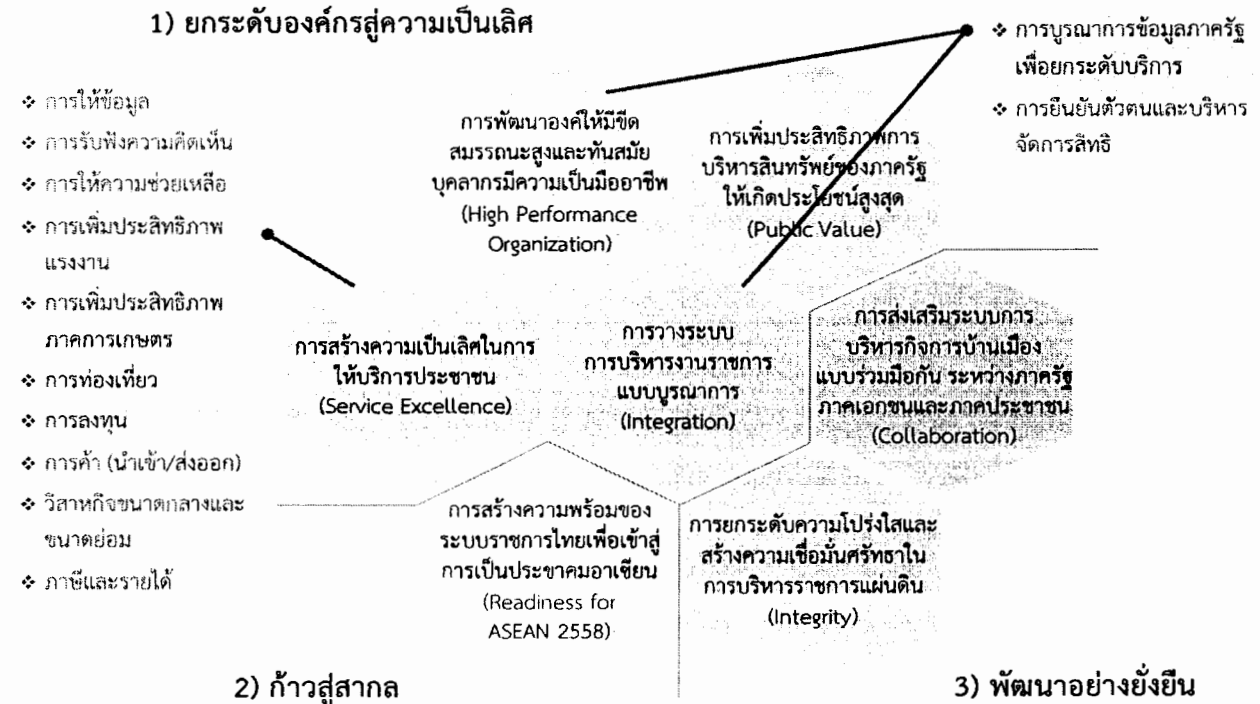 1) ยกระดับองค์กรสู่ความเป็นเลิศ
❖ การให้ข้อมูล
❖ การรับฟังความคิดเห็น
❖ การให้ความช่วยเหลือ
❖ การเพิ่มประสิทธิภาพ
แรงงาน
❖ การเพิ่มประสิทธิภาพ
ภาคการเกษตร
❖ การท่องเที่ยว
❖ การลงทุน
❖ การค้า (นำเข้า/ส่งออก)
❖ วิสาหกิจขนาดกลางและ
ขนาดย่อม
❖ ภาษีและรายได้
การพัฒนาองค์ให้มีขีด
สมรรถนะสูงและทันสมัย
บุคลากรมีความเป็นมืออาชีพ
(High Performance
Organization)
การเพิ่มประสิทธิภาพการ
บริหารสินทรัพย์ของภาครัฐ
ให้เกิดประโยชน์สูงสุด
(Public Value)
❖ การบูรณาการข้อมูลภาครัฐ
เพื่อยกระดับบริการ
❖ การยืนยันตัวตนและบริหาร
จัดการสิทธิ
การสร้างความเป็นเลิศในการ
ให้บริการประชาชน
(Service Excellence)
การวางระบบ
การบริหารงานราชการ
แบบบูรณาการ
(Integration)
การส่งเสริมระบบการ
บริหารกิจการบ้านเมือง
แบบร่วมมือกัน ระหว่างภาครัฐ
ภาคเอกชนและภาคประชาชน
(Collaboration)
การสร้างความพร้อมของ
ระบบราชการไทยเพื่อเข้าสู่
การเป็นประชาคมอาเซียน
(Readiness for
ASEAN 2558)
การยกระดับความโปร่งใสและ
สร้างความเชื่อมั่นศรัทธาใน
การบริหารราชการแผ่นดิน
(Integrity)
2) ก้าวสู่สากล
3) พัฒนาอย่างยั่งยืน